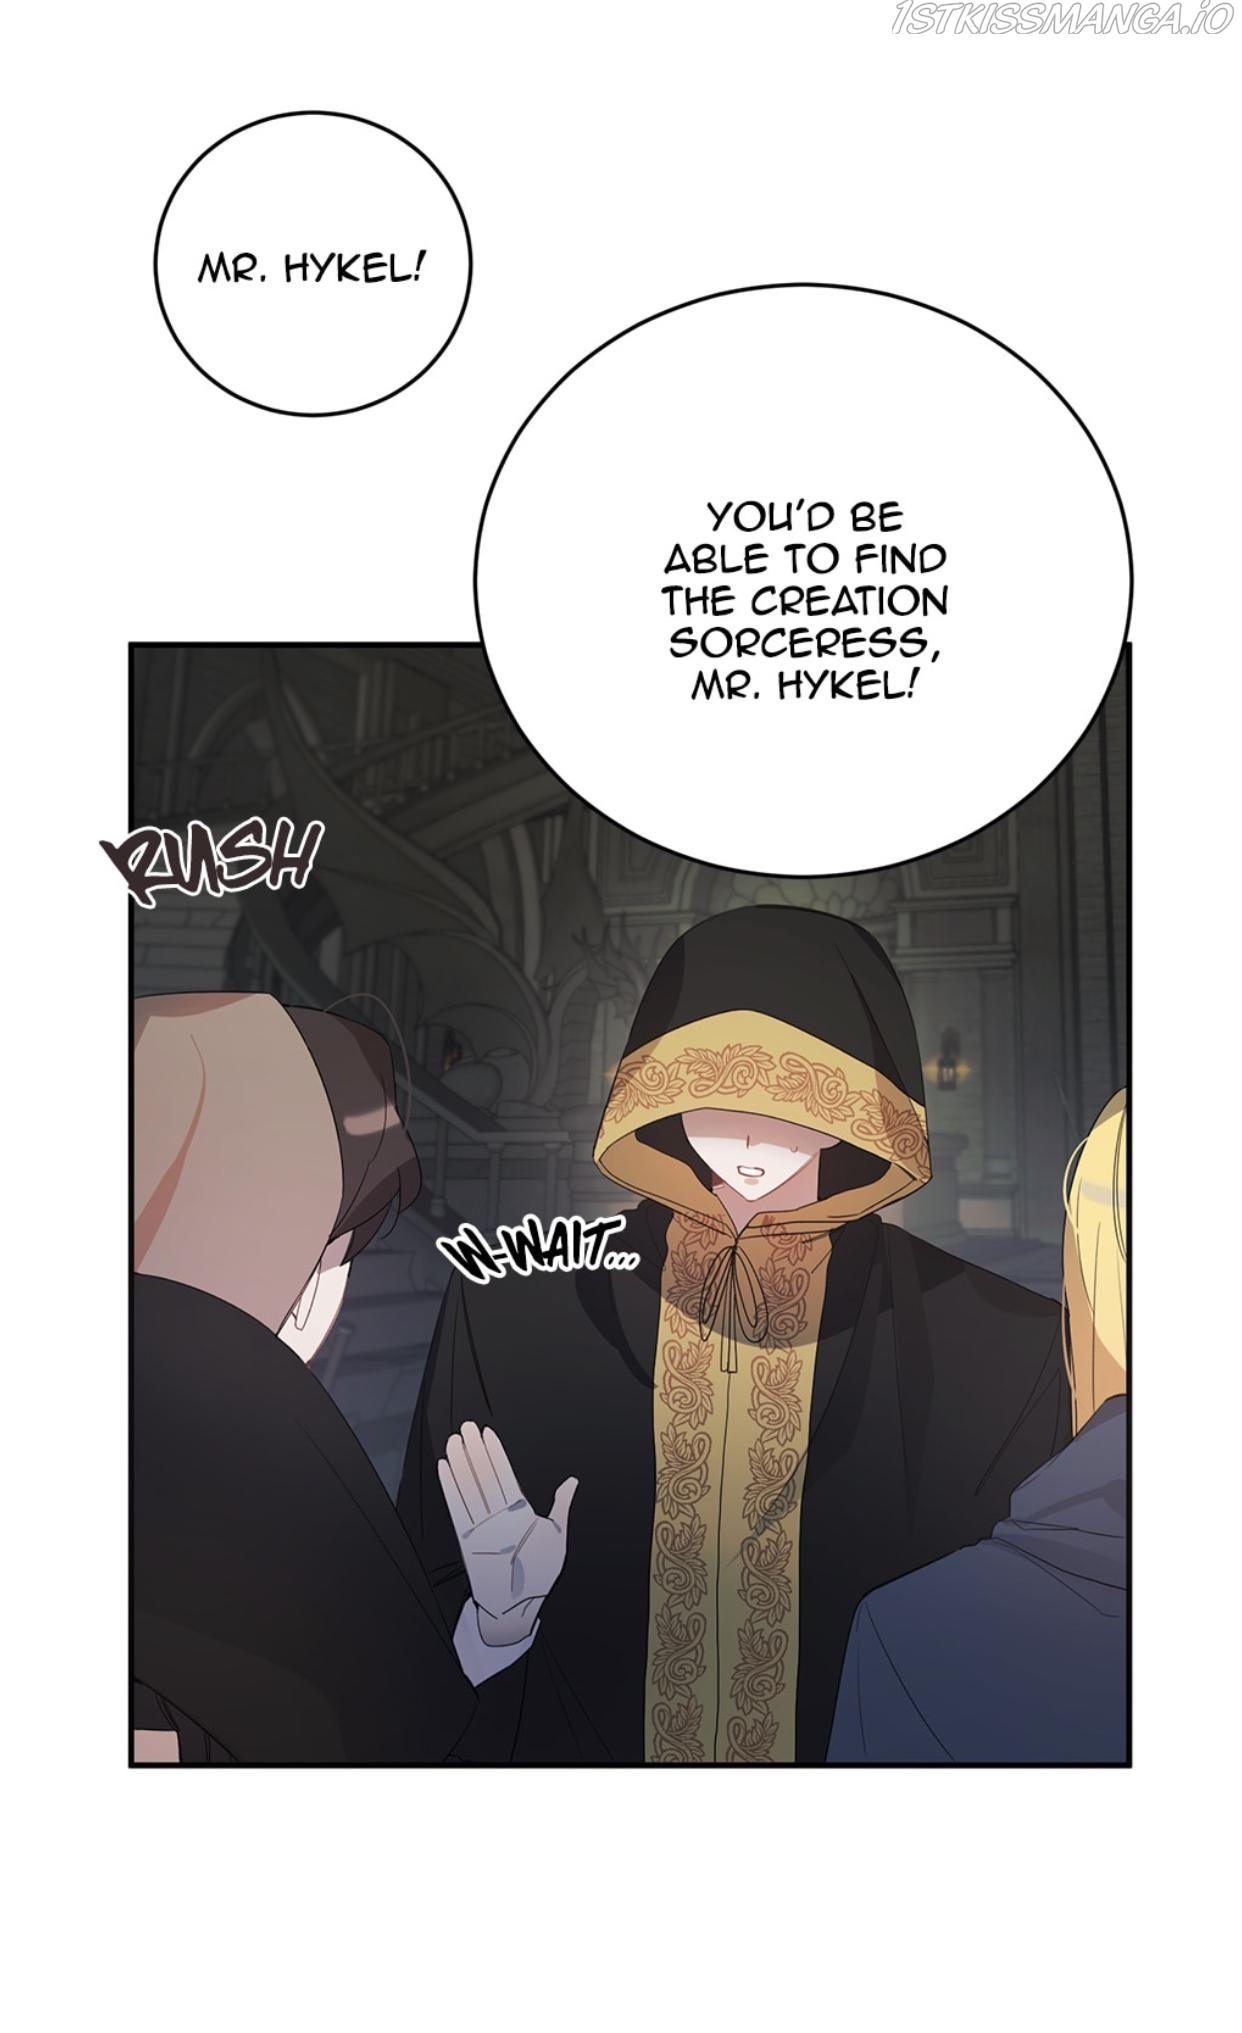 1STKISSMANGA.IO
MR. HYKEL!
YOU'D BE
ABLE TO FIND
THE CREATION
SORCERESS,
MR. HYKEL!
RUSH
W-WAIT...